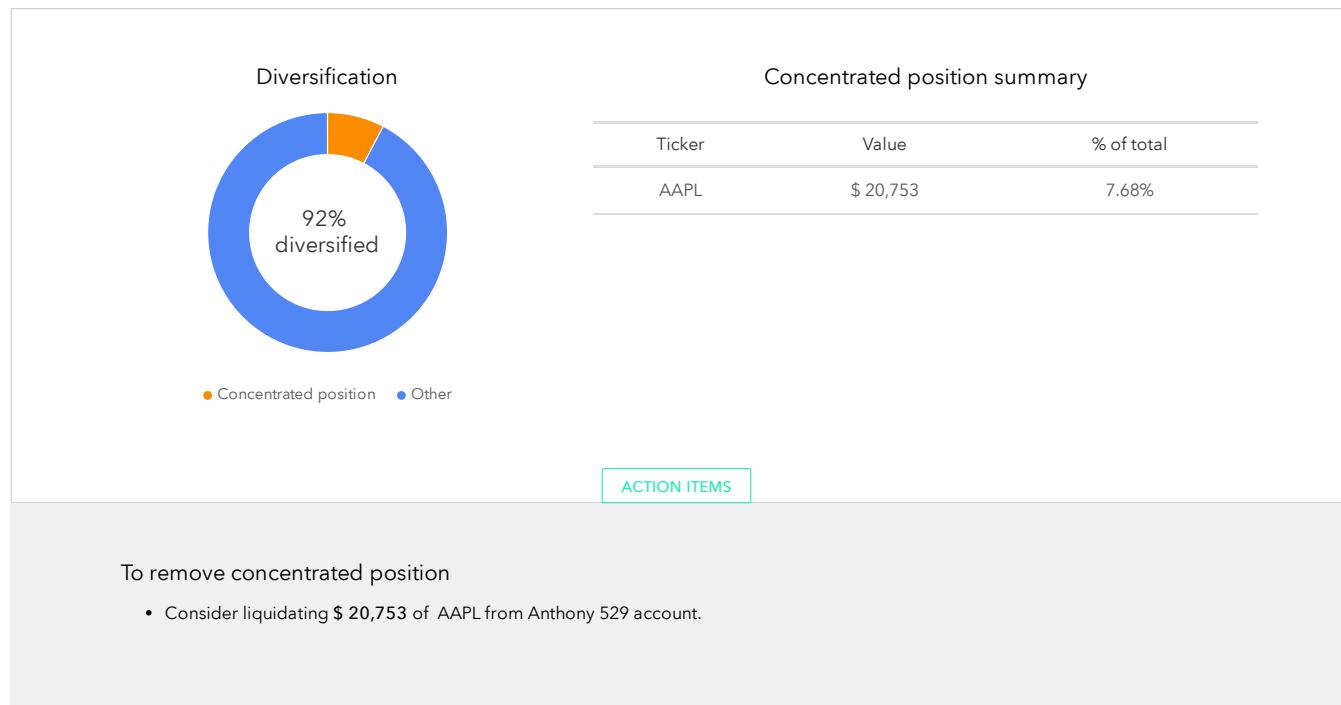 Diversification
92%
diversified
Concentrated position
Other
Concentrated position summary
Ticker Value % of total
AAPL $ 20,753 7.68%
ACTION ITEMS
To remove concentrated position
• Consider liquidating $ 20,753 of AAPL from Anthony 529 account.